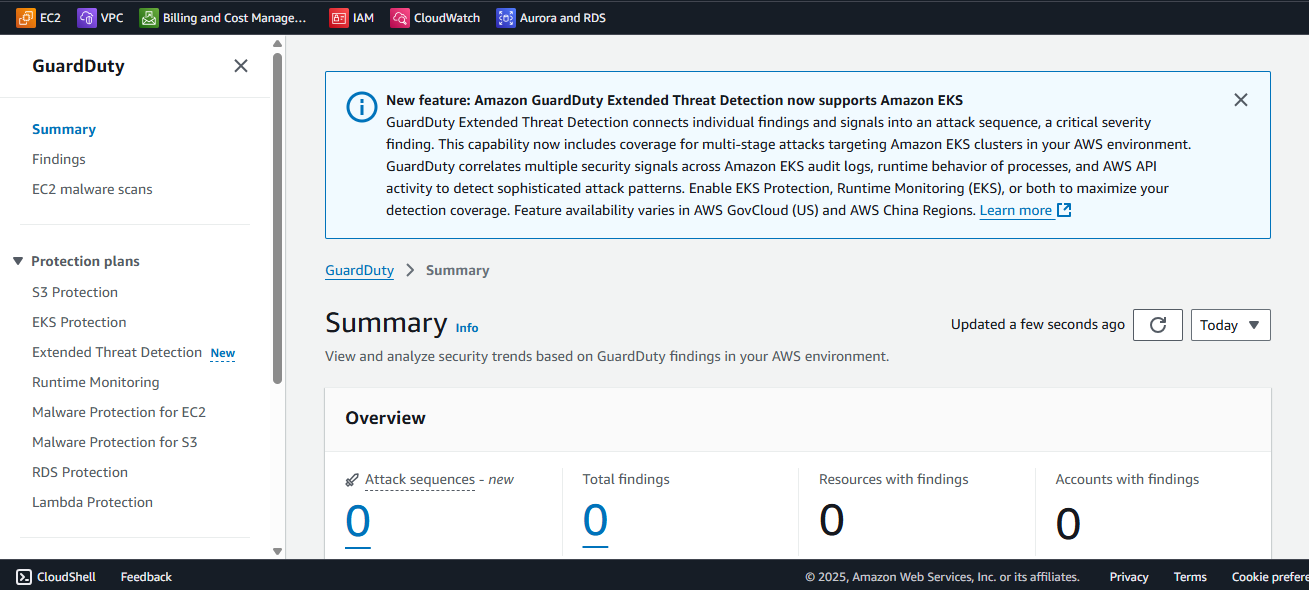 EC2 VPC Billing and Cost Manage... IAM CloudWatch Aurora and RDS
GuardDuty
Summary
Findings
EC2 malware scans
Protection plans
S3 Protection
EKS Protection
Extended Threat Detection New
Runtime Monitoring
Malware Protection for EC2
Malware Protection for S3
RDS Protection
Lambda Protection
New feature: Amazon GuardDuty Extended Threat Detection now supports Amazon EKS
GuardDuty Extended Threat Detection connects individual findings and signals into an attack sequence, a critical severity
finding. This capability now includes coverage for multi-stage attacks targeting Amazon EKS clusters in your AWS environment.
GuardDuty correlates multiple security signals across Amazon EKS audit logs, runtime behavior of processes, and AWS API
activity to detect sophisticated attack patterns. Enable EKS Protection, Runtime Monitoring (EKS), or both to maximize your
detection coverage. Feature availability varies in AWS GovCloud (US) and AWS China Regions. Learn more
GuardDuty > Summary
Summary Info
Updated a few seconds ago
Today
View and analyze security trends based on GuardDuty findings in your AWS environment.
Overview
Attack sequences - new
0
Total findings
0
Resources with findings
0
Accounts with findings
0
CloudShell Feedback
© 2025, Amazon Web Services, Inc. or its affiliates. Privacy Terms Cookie prefere